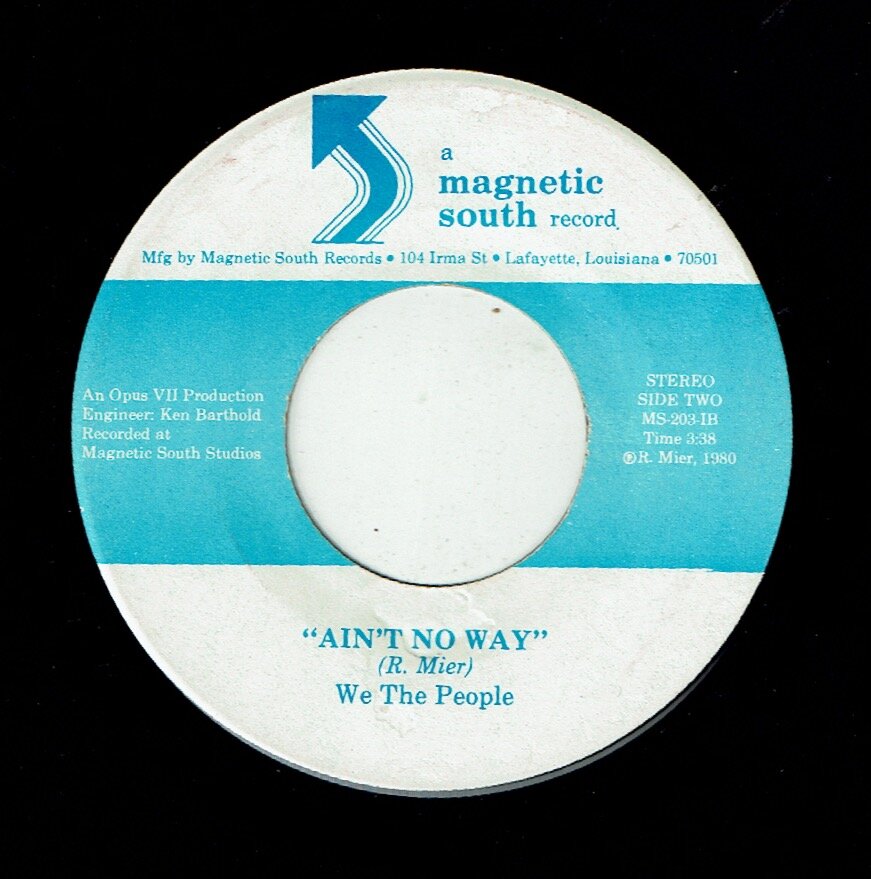 a
magnetic
south record.
Mfg by Magnetic South Records • 104 Irma St • Lafayette, Louisiana • 70501
An Opus VII Production
Engineer: Ken Barthold
Recorded at
Magnetic South Studios
STEREO
SIDE TWO
MS-203-IB
Time 3:38
℗R. Mier, 1980
“AIN’T NO WAY”
(R. Mier)
We The People